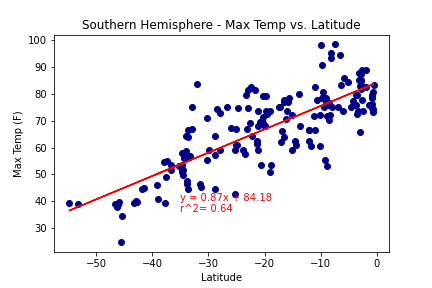 Southern Hemisphere - Max Temp vs. Latitude
Max Temp (F)
100
90
80
70
60
50
40
30
y = 0.87x + 84.18
r^2= 0.64
−50
−40
−30
−20
−10
0
Latitude